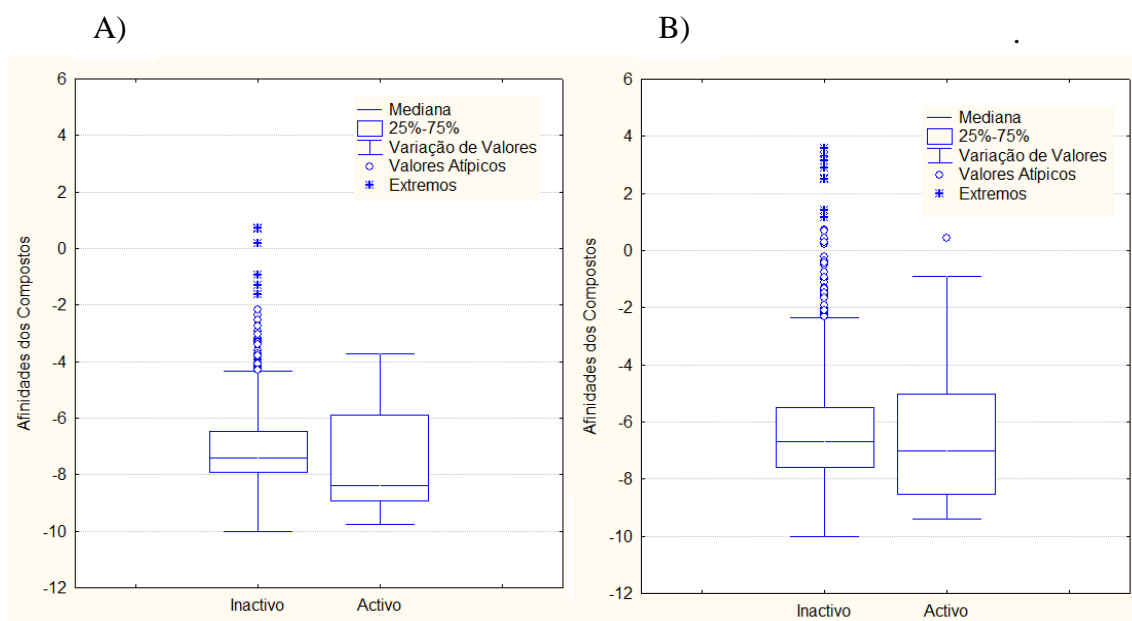 A)
B)
.
6
4
2
0
-2
-4
-6
-8
-10
-12
Afinidades dos Compostos
Mediana
25%-75%
Variação de Valores
Valores Atípicos
Extremos
Inactivo Activo
6
4
2
0
-2
-4
-6
-8
-10
-12
Afinidades dos Compostos
Mediana
25%-75%
Variação de Valores
Valores Atípicos
Extremos
Inactivo Activo